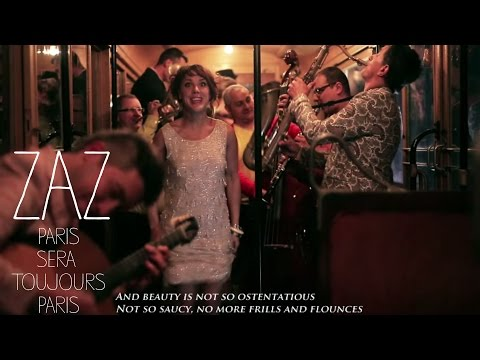 ZAZ
PARIS
SERA
TOUJOURS
PARIS
AND BEAUTY IS NOT SO OSTENTATIOUS
NOT SO SAUCY, NO MORE FRILLS AND FLOUNCES